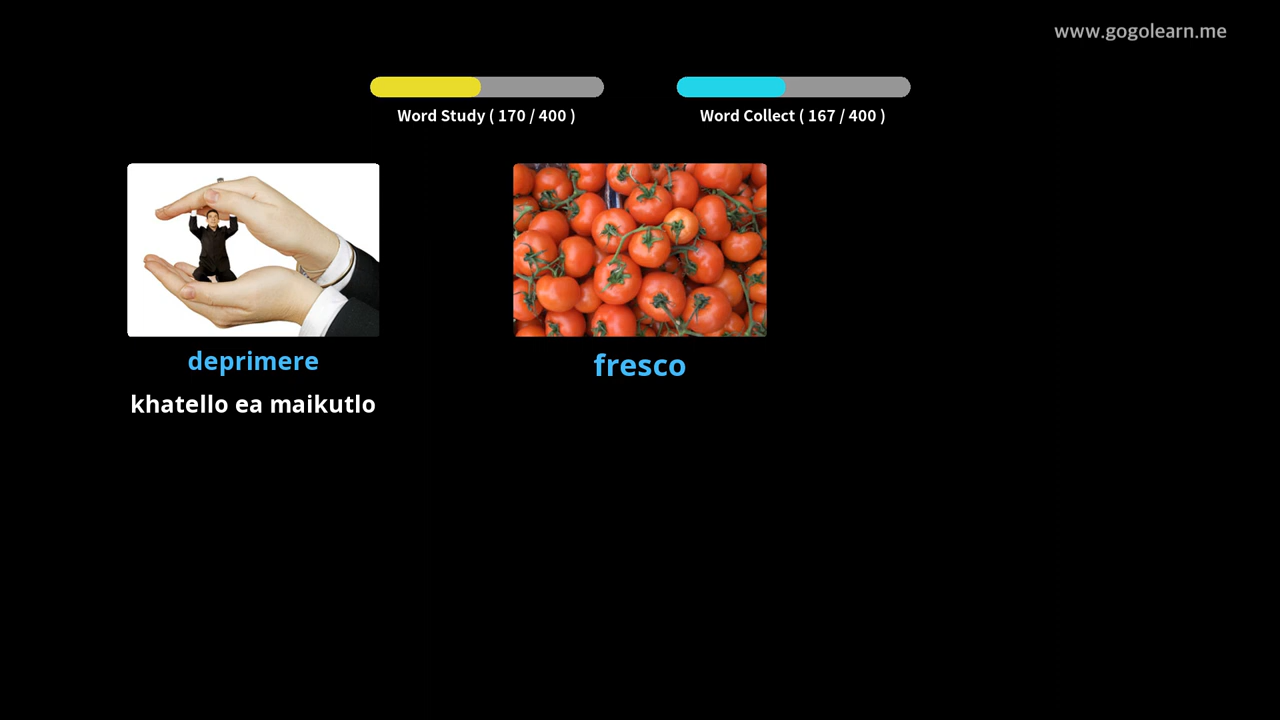 www.gogolearn.me
Word Study ( 170 / 400 )
Word Collect ( 167 / 400 )
deprimere
khatello ea maikutlo
fresco